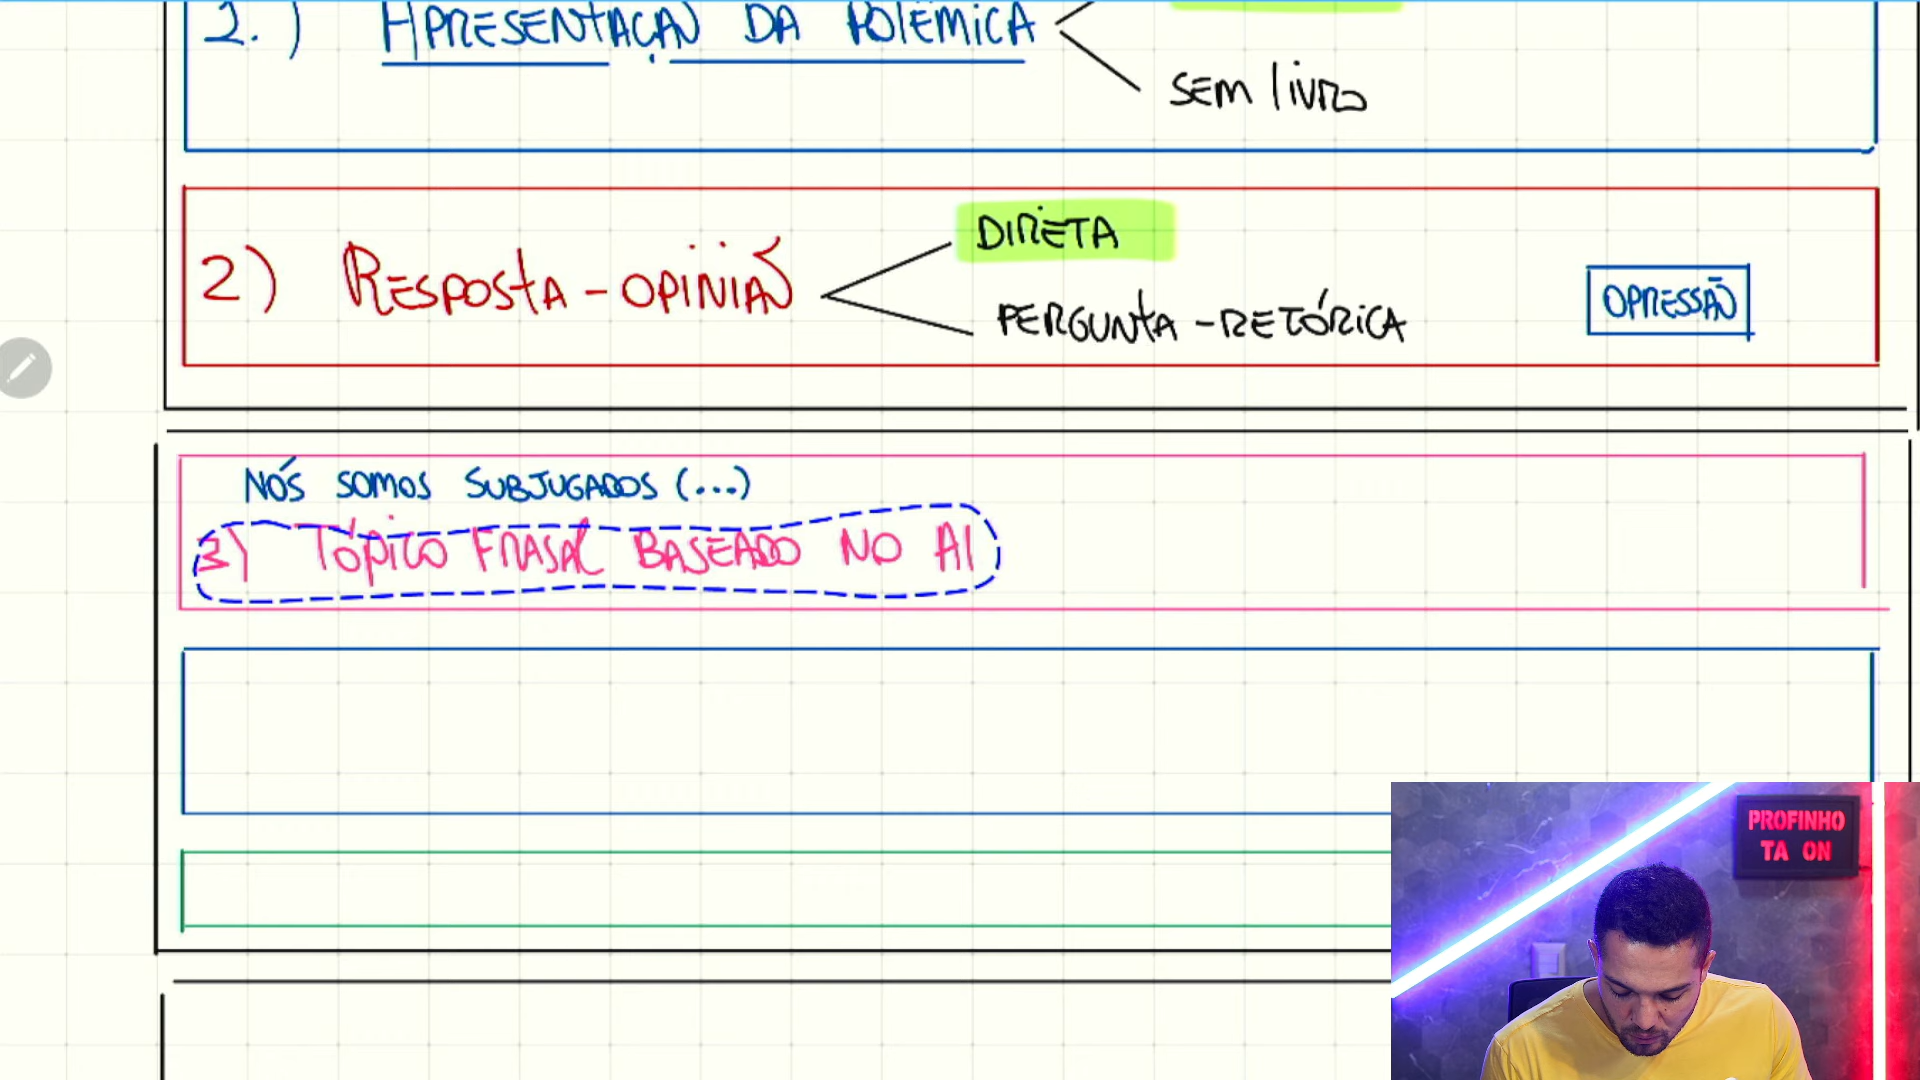 2.) APRESENTAÇÃO DA POLÊMICA
SEM LIVRO
2) RESPOSTA - OPINIÃO
DIRETA
PERGUNTA - RETÓRICA
OPRESSÃO
NÓS SOMOS SUBJUGADOS (...)
3) TÓPICO FRASAL BASEADO NO A1
PROFINHO
TA ON